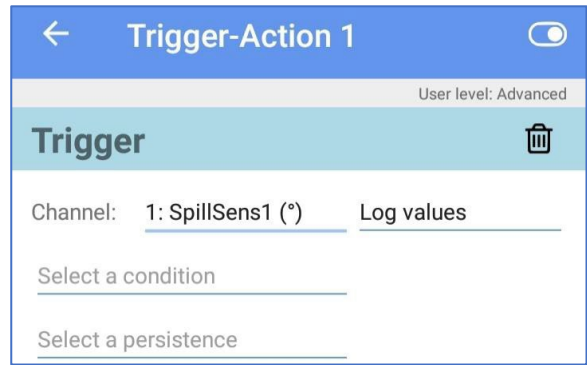 Trigger-Action 1
User level: Advanced
Trigger
Channel: 1: SpillSens1 (°) Log values
Select a condition
Select a persistence